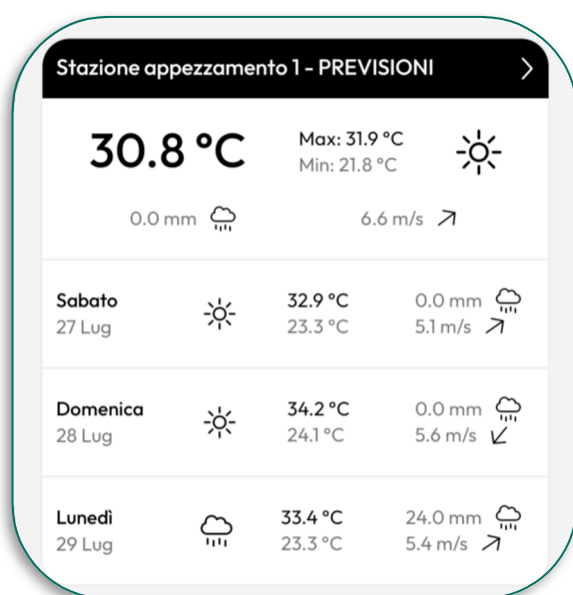 Stazione appezzamento 1 - PREVISIONI
30.8 °C
Max: 31.9 °C
Min: 21.8 °C
0.0 mm
6.6 m/s
Sabato
27 Lug
32.9 °C
23.3 °C
0.0 mm
5.1 m/s
Domenica
28 Lug
34.2 °C
24.1 °C
0.0 mm
5.6 m/s
Lunedì
29 Lug
33.4 °C
23.3 °C
24.0 mm
5.4 m/s